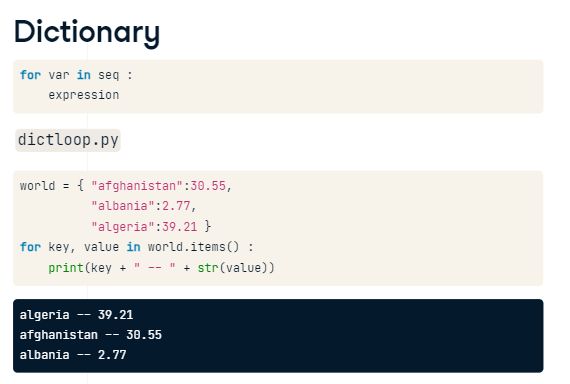 Dictionary
for var in seq :
    expression
dictloop.py
world = { "afghanistan":30.55,
          "albania":2.77,
          "algeria":39.21 }
for key, value in world.items() :
    print(key + " -- " + str(value))
algeria -- 39.21
afghanistan -- 30.55
albania -- 2.77